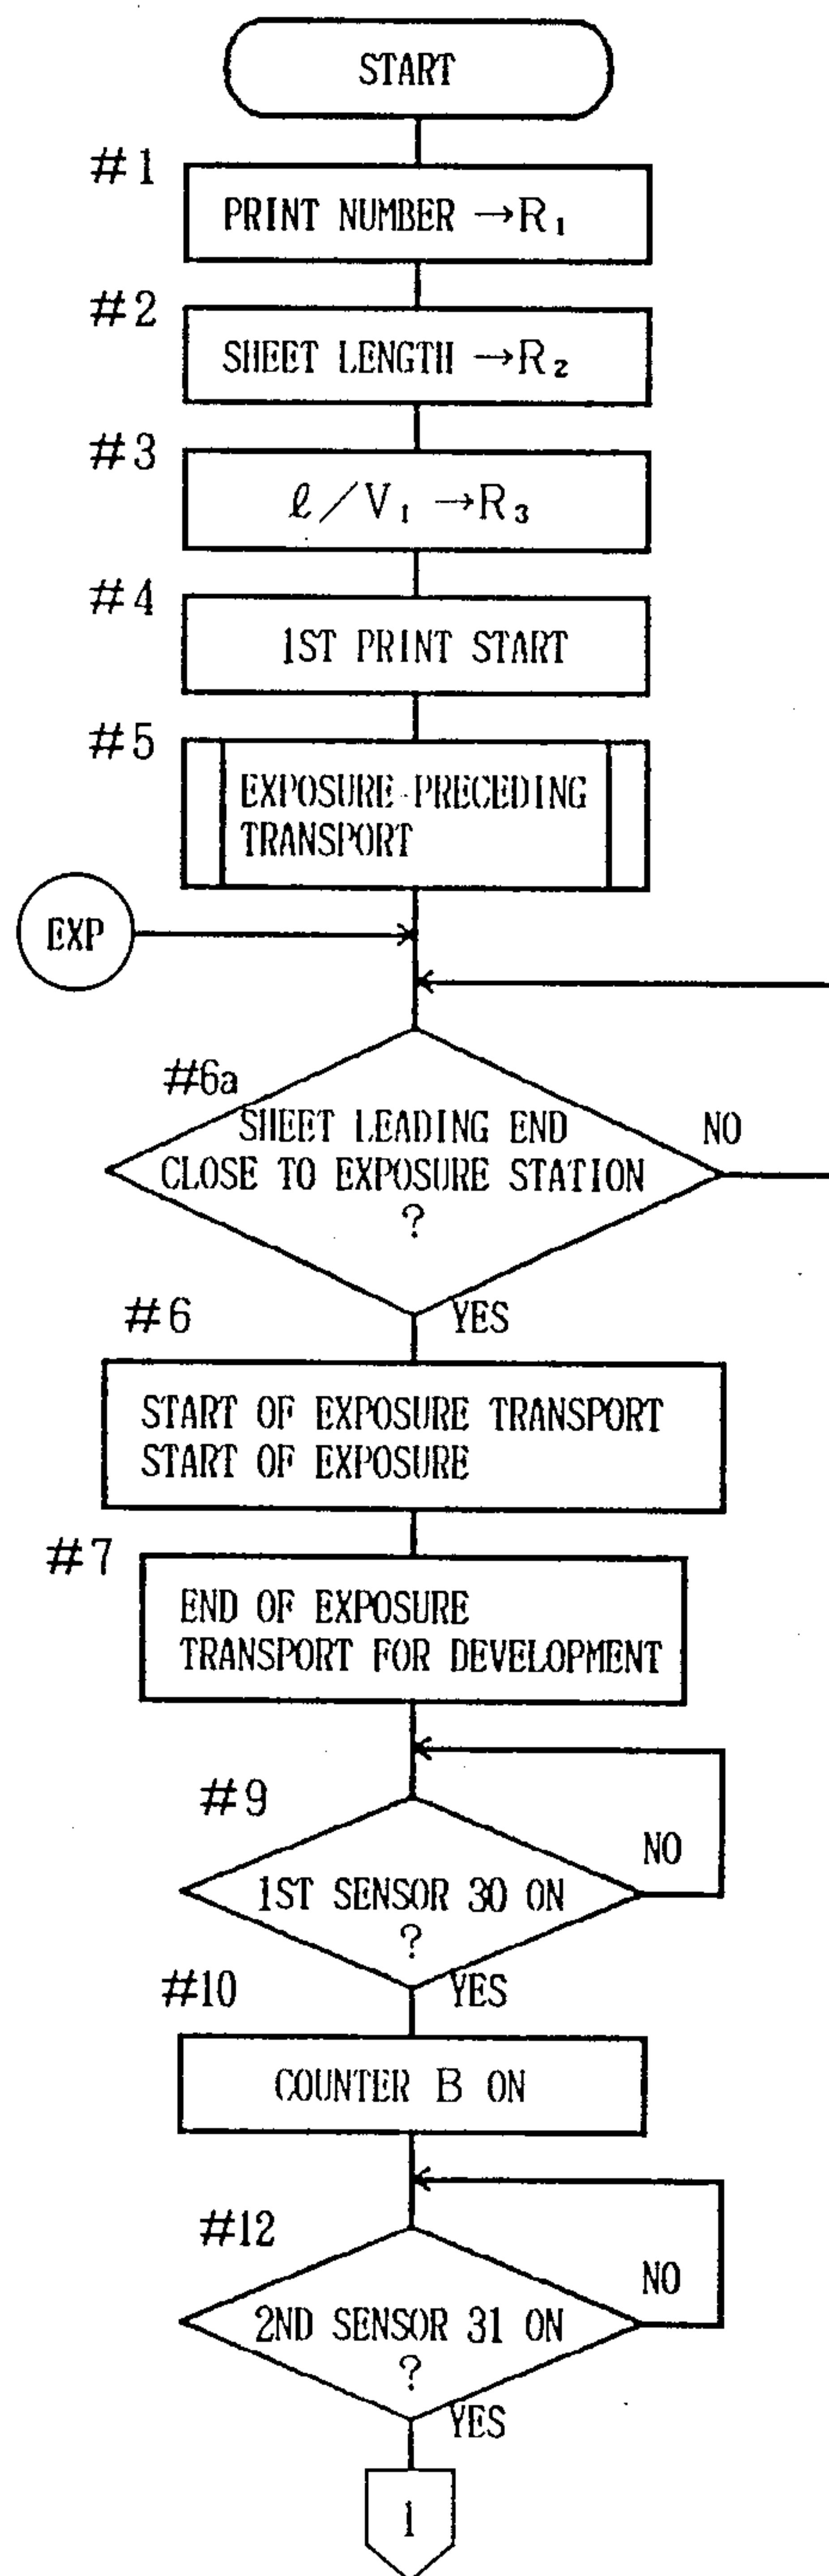 START
#1
PRINT NUMBER →R₁
#2
SHEET LENGTH →R₂
#3
ℓ/V₁ →R₃
#4
1ST PRINT START
#5
EXPOSURE-PRECEDING
TRANSPORT
EXP
#6a
SHEET LEADING END
CLOSE TO EXPOSURE STATION
?
NO
YES
#6
START OF EXPOSURE TRANSPORT
START OF EXPOSURE
#7
END OF EXPOSURE
TRANSPORT FOR DEVELOPMENT
#9
1ST SENSOR 30 ON
?
NO
YES
#10
COUNTER B ON
#12
2ND SENSOR 31 ON
?
NO
YES
1